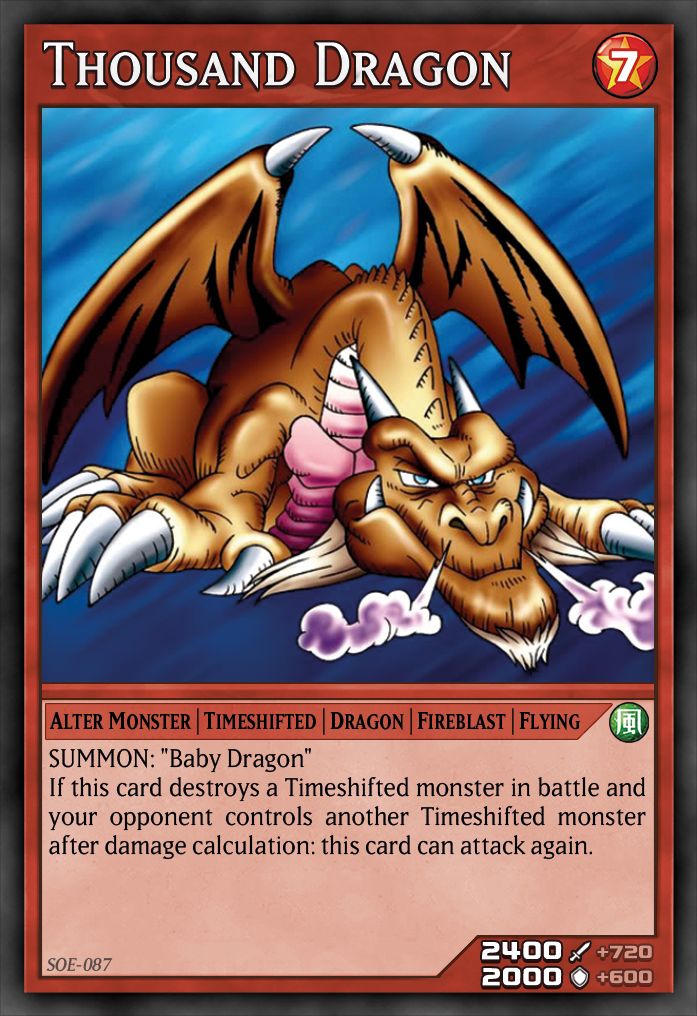 Thousand Dragon
7
Alter Monster | Timeshifted | Dragon | Fireblast | Flying
風
SUMMON: "Baby Dragon"
If this card destroys a Timeshifted monster in battle and
your opponent controls another Timeshifted monster
after damage calculation: this card can attack again.
2400 +720
SOE-087
2000 +600